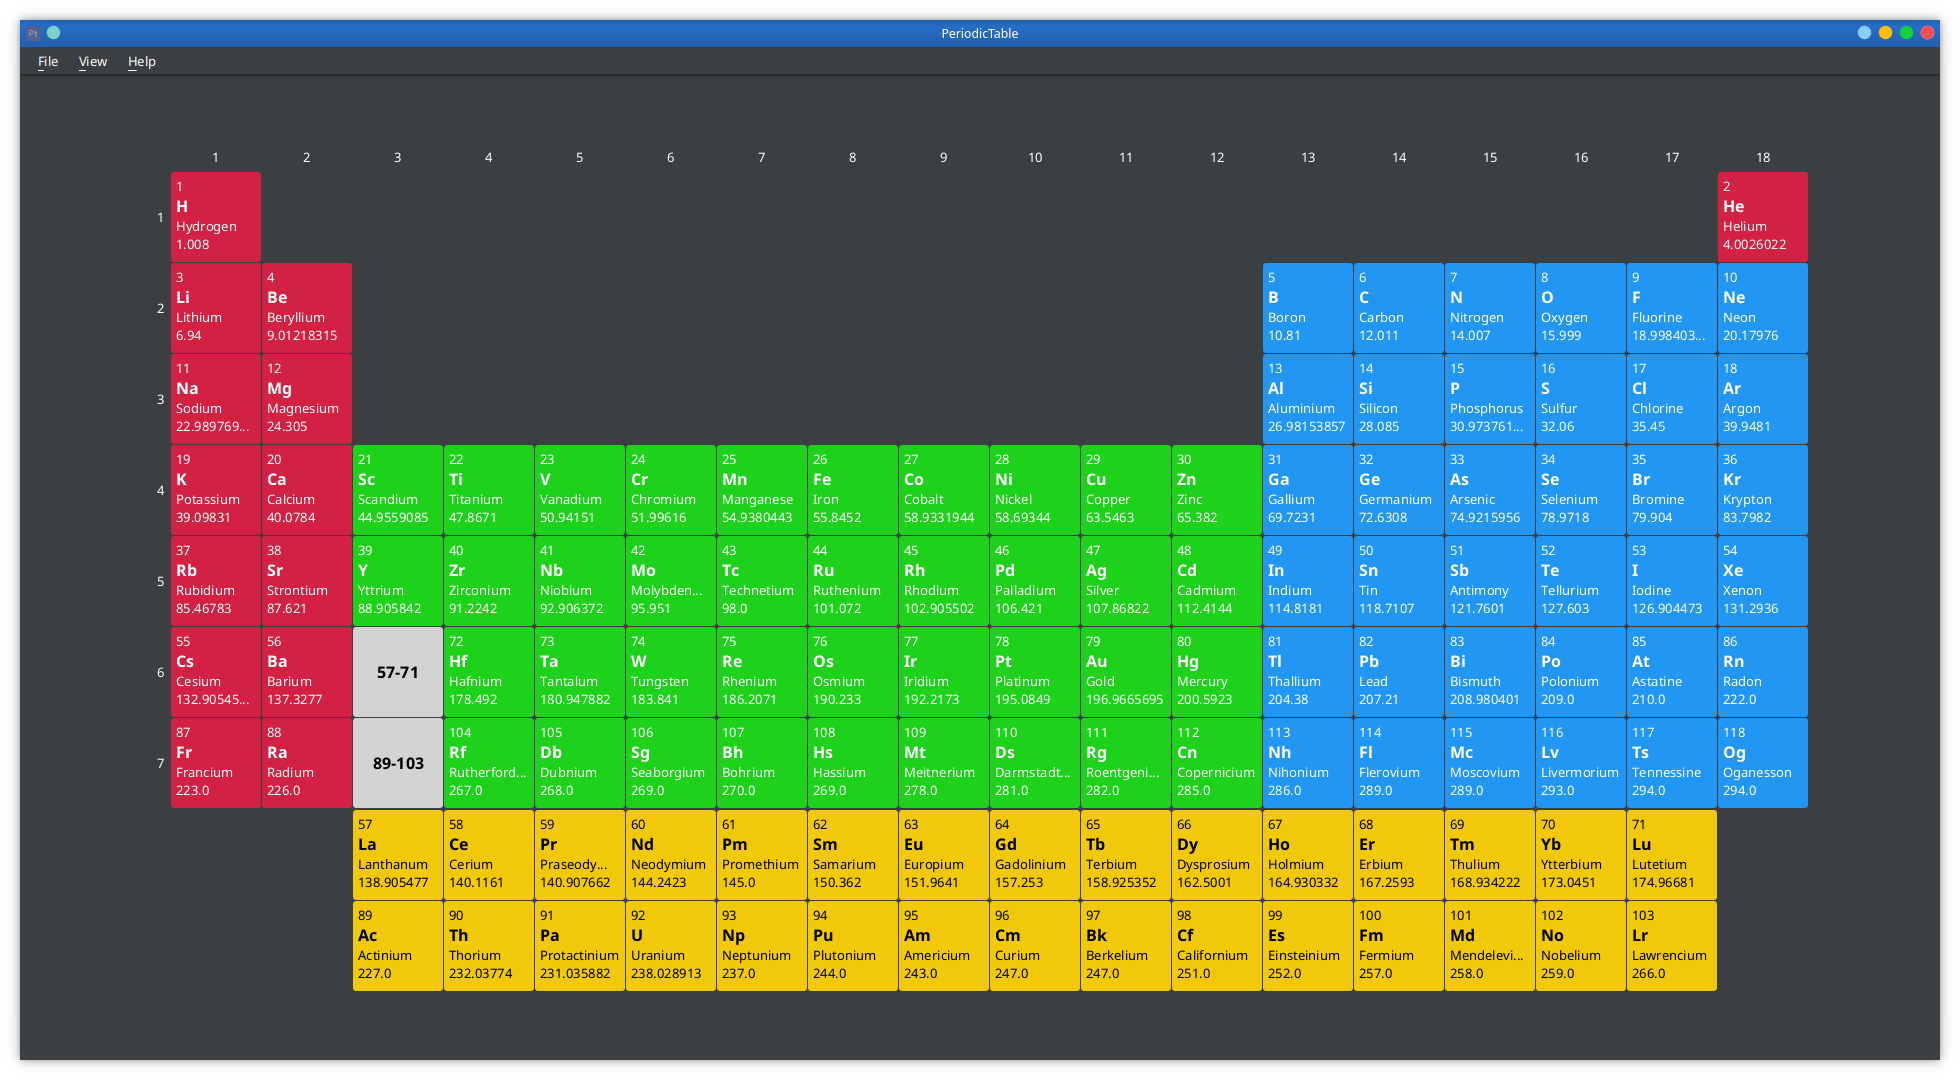 Pt PeriodicTable
File View Help
1 2 3 4 5 6 7 8 9 10 11 12 13 14 15 16 17 18
1 2
H He
1 Hydrogen Helium
1.008 4.0026022
3 4 5 6 7 8 9 10
Li Be B C N O F Ne
2 Lithium Beryllium Boron Carbon Nitrogen Oxygen Fluorine Neon
6.94 9.01218315 10.81 12.011 14.007 15.999 18.998403... 20.17976
11 12 13 14 15 16 17 18
Na Mg Al Si P S Cl Ar
3 Sodium Magnesium Aluminium Silicon Phosphorus Sulfur Chlorine Argon
22.989769... 24.305 26.98153857 28.085 30.973761... 32.06 35.45 39.9481
19 20 21 22 23 24 25 26 27 28 29 30 31 32 33 34 35 36
K Ca Sc Ti V Cr Mn Fe Co Ni Cu Zn Ga Ge As Se Br Kr
4 Potassium Calcium Scandium Titanium Vanadium Chromium Manganese Iron Cobalt Nickel Copper Zinc Gallium Germanium Arsenic Selenium Bromine Krypton
39.09831 40.0784 44.9559085 47.8671 50.94151 51.99616 54.9380443 55.8452 58.9331944 58.69344 63.5463 65.382 69.7231 72.6308 74.9215956 78.9718 79.904 83.7982
37 38 39 40 41 42 43 44 45 46 47 48 49 50 51 52 53 54
Rb Sr Y Zr Nb Mo Tc Ru Rh Pd Ag Cd In Sn Sb Te I Xe
5 Rubidium Strontium Yttrium Zirconium Niobium Molybden... Technetium Ruthenium Rhodium Palladium Silver Cadmium Indium Tin Antimony Tellurium Iodine Xenon
85.46783 87.621 88.905842 91.2242 92.906372 95.951 98.0 101.072 102.905502 106.421 107.86822 112.4144 114.8181 118.7107 121.7601 127.603 126.904473 131.2936
55 56 72 73 74 75 76 77 78 79 80 81 82 83 84 85 86
Cs Ba Hf Ta W Re Os Ir Pt Au Hg Tl Pb Bi Po At Rn
6 Cesium Barium 57-71 Hafnium Tantalum Tungsten Rhenium Osmium Iridium Platinum Gold Mercury Thallium Lead Bismuth Polonium Astatine Radon
132.90545... 137.3277 178.492 180.947882 183.841 186.2071 190.233 192.2173 195.0849 196.9665695 200.5923 204.38 207.21 208.980401 209.0 210.0 222.0
87 88 104 105 106 107 108 109 110 111 112 113 114 115 116 117 118
Fr Ra Rf Db Sg Bh Hs Mt Ds Rg Cn Nh Fl Mc Lv Ts Og
7 Francium Radium 89-103 Rutherford... Dubnium Seaborgium Bohrium Hassium Meitnerium Darmstadt... Roentgeni... Copernicium Nihonium Flerovium Moscovium Livermorium Tennessine Oganesson
223.0 226.0 267.0 268.0 269.0 270.0 269.0 278.0 281.0 282.0 285.0 286.0 289.0 289.0 293.0 294.0 294.0
57 58 59 60 61 62 63 64 65 66 67 68 69 70 71
La Ce Pr Nd Pm Sm Eu Gd Tb Dy Ho Er Tm Yb Lu
Lanthanum Cerium Praseody... Neodymium Promethium Samarium Europium Gadolinium Terbium Dysprosium Holmium Erbium Thulium Ytterbium Lutetium
138.905477 140.1161 140.907662 144.2423 145.0 150.362 151.9641 157.253 158.925352 162.5001 164.930332 167.2593 168.934222 173.0451 174.96681
89 90 91 92 93 94 95 96 97 98 99 100 101 102 103
Ac Th Pa U Np Pu Am Cm Bk Cf Es Fm Md No Lr
Actinium Thorium Protactinium Uranium Neptunium Plutonium Americium Curium Berkelium Californium Einsteinium Fermium Mendelevi... Nobelium Lawrencium
227.0 232.03774 231.035882 238.028913 237.0 244.0 243.0 247.0 247.0 251.0 252.0 257.0 258.0 259.0 266.0